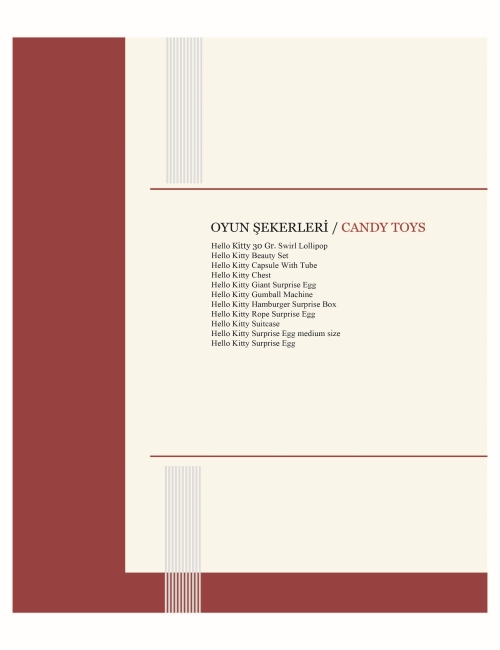 OYUN ŞEKERLERİ / CANDY TOYS
Hello Kitty 30 Gr. Swirl Lollipop
Hello Kitty Beauty Set
Hello Kitty Capsule With Tube
Hello Kitty Chest
Hello Kitty Giant Surprise Egg
Hello Kitty Gumball Machine
Hello Kitty Hamburger Surprise Box
Hello Kitty Rope Surprise Egg
Hello Kitty Suitcase
Hello Kitty Surprise Egg medium size
Hello Kitty Surprise Egg